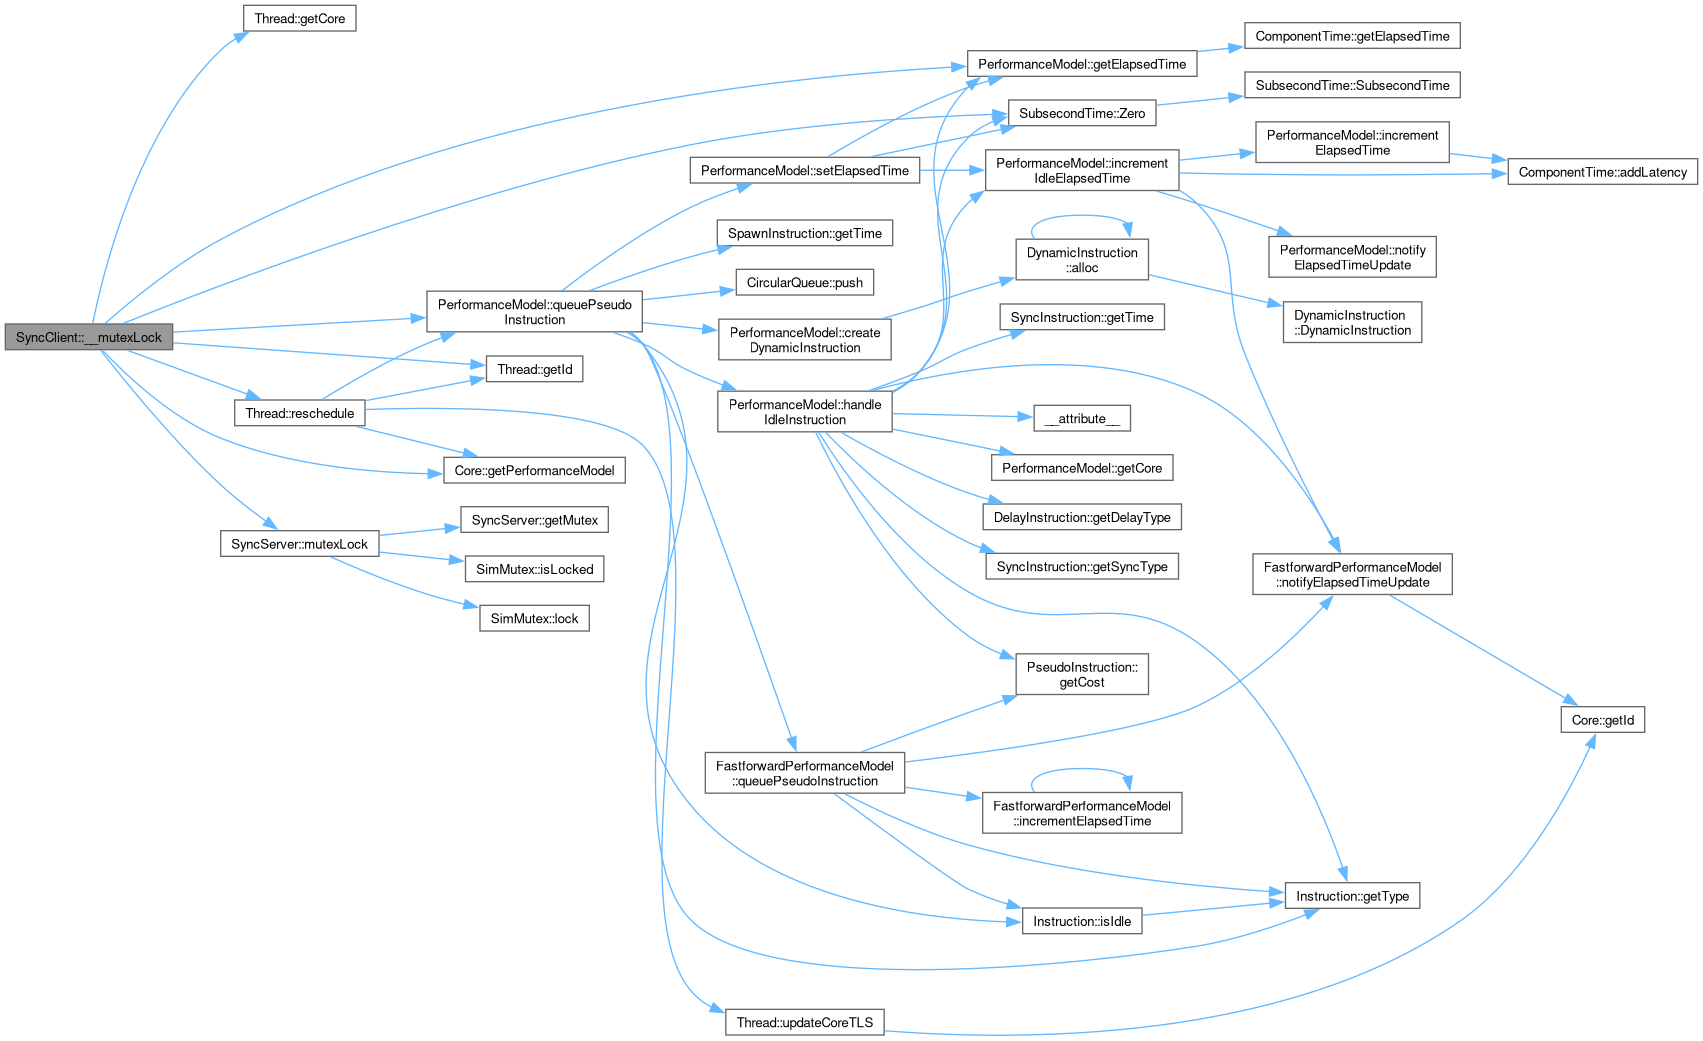 SyncClient::__mutexLock
Thread::getCore
PerformanceModel::queuePseudo
Instruction
Thread::getId
Thread::reschedule
Core::getPerformanceModel
SyncServer::mutexLock
SyncServer::getMutex
SimMutex::isLocked
SimMutex::lock
PerformanceModel::setElapsedTime
SpawnInstruction::getTime
CircularQueue::push
PerformanceModel::create
DynamicInstruction
PerformanceModel::handle
IdleInstruction
FastforwardPerformanceModel
::queuePseudoInstruction
Thread::updateCoreTLS
PerformanceModel::getElapsedTime
SubsecondTime::Zero
PerformanceModel::increment
IdleElapsedTime
DynamicInstruction
::alloc
SyncInstruction::getTime
__attribute__
PerformanceModel::getCore
DelayInstruction::getDelayType
SyncInstruction::getSyncType
PseudoInstruction::
getCost
FastforwardPerformanceModel
::incrementElapsedTime
Instruction::isIdle
ComponentTime::getElapsedTime
SubsecondTime::SubsecondTime
PerformanceModel::increment
ElapsedTime
PerformanceModel::notify
ElapsedTimeUpdate
DynamicInstruction
::DynamicInstruction
FastforwardPerformanceModel
::notifyElapsedTimeUpdate
Instruction::getType
ComponentTime::addLatency
Core::getId